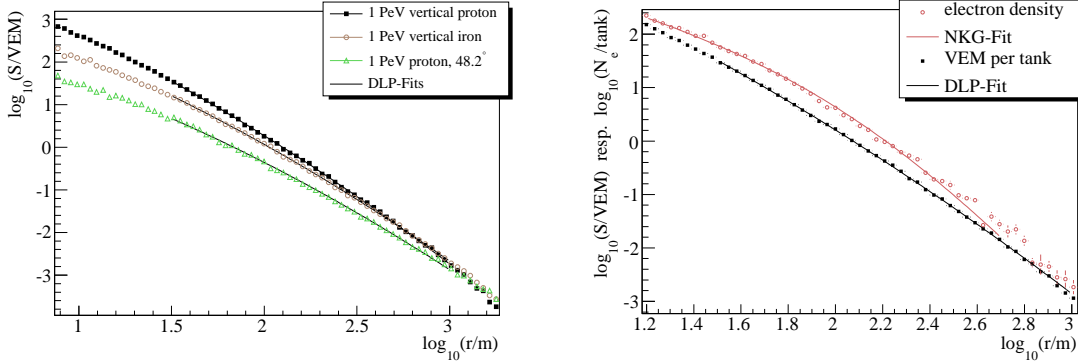 1 PeV vertical proton
1 PeV vertical iron
1 PeV proton, 48.2°
DLP-Fits
log₁₀(S/VEM)
3
2
1
0
-1
-2
-3
1
1.5
2
2.5
3
log₁₀(r/m)
electron density
NKG-Fit
VEM per tank
DLP-Fit
log₁₀(S/VEM) resp. log₁₀(Nₑ/tank)
2
1
0
-1
-2
-3
1.2
1.4
1.6
1.8
2
2.2
2.4
2.6
2.8
3
log₁₀(r/m)